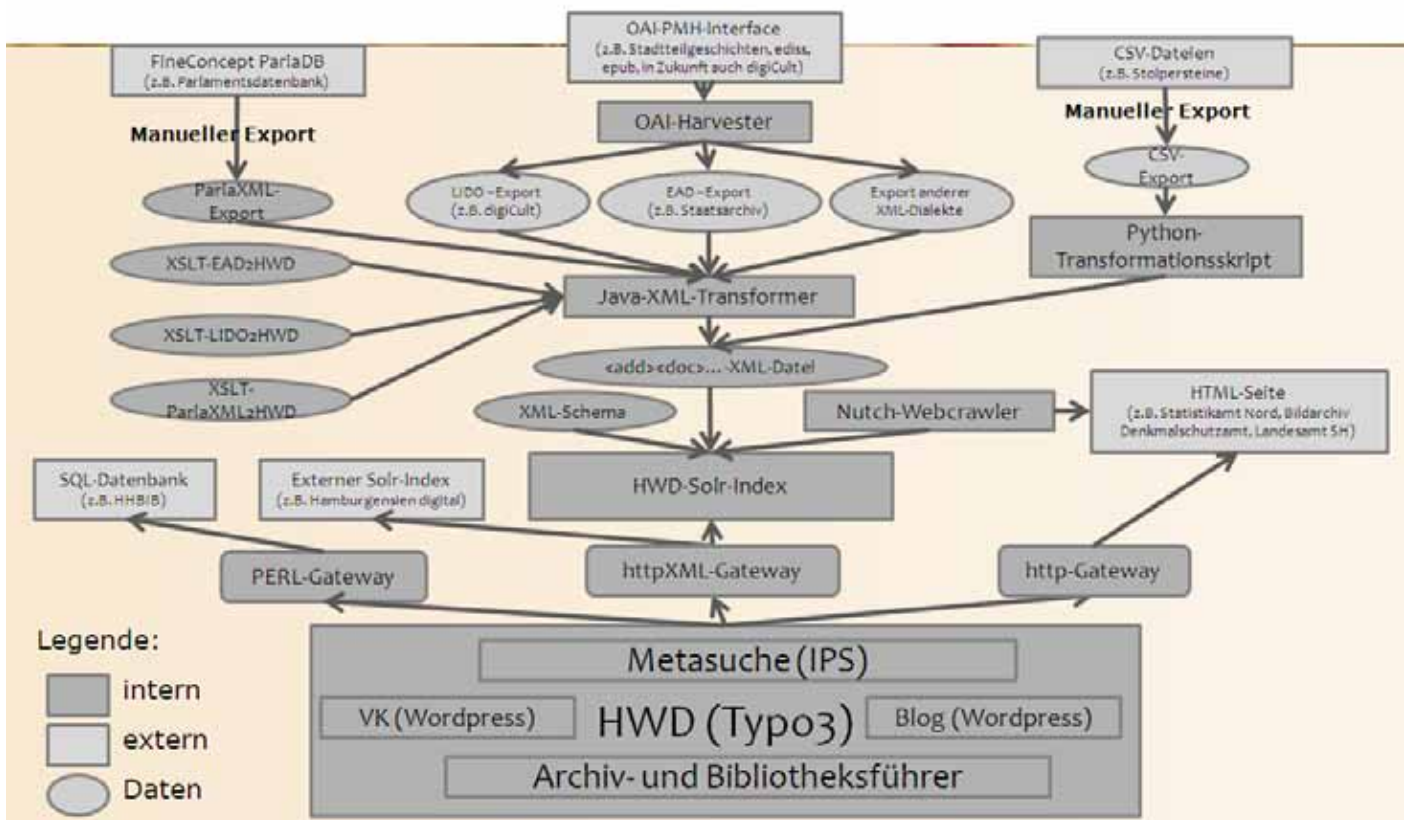 OAI-PMH-Interface
(z.B. Stadtteilgeschichten, ediss,
epub, in Zukunft auch digiCult)
FineConcept ParlaDB
(z.B. Parlamentsdatenbank)
CSV-Dateien
(z.B. Stolpersteine)
Manueller Export
OAI-Harvester
Manueller Export
ParlaXML-
Export
LIDO –Export
(z.B. digiCult)
EAD –Export
(z.B. Staatsarchiv)
Export anderer
XML-Dialekte
CSV-
Export
XSLT-EAD2HWD
Python-
Transformationsskript
Java-XML-Transformer
XSLT-LIDO2HWD
<add><doc>... -XML-Datei
XSLT-
ParlaXML2HWD
XML-Schema
Nutch-Webcrawler
HTML-Seite
(z.B. Statistikamt Nord, Bildarchiv
Denkmalschutzamt, Landesamt SH)
SQL-Datenbank
(z.B. HHBIB)
Externer Solr-Index
(z.B. Hamburgensien digital)
HWD-Solr-Index
PERL-Gateway
httpXML-Gateway
http-Gateway
Legende:
intern
extern
Daten
Metasuche (IPS)
VK (Wordpress)
HWD (Typo3)
Blog (Wordpress)
Archiv- und Bibliotheksführer